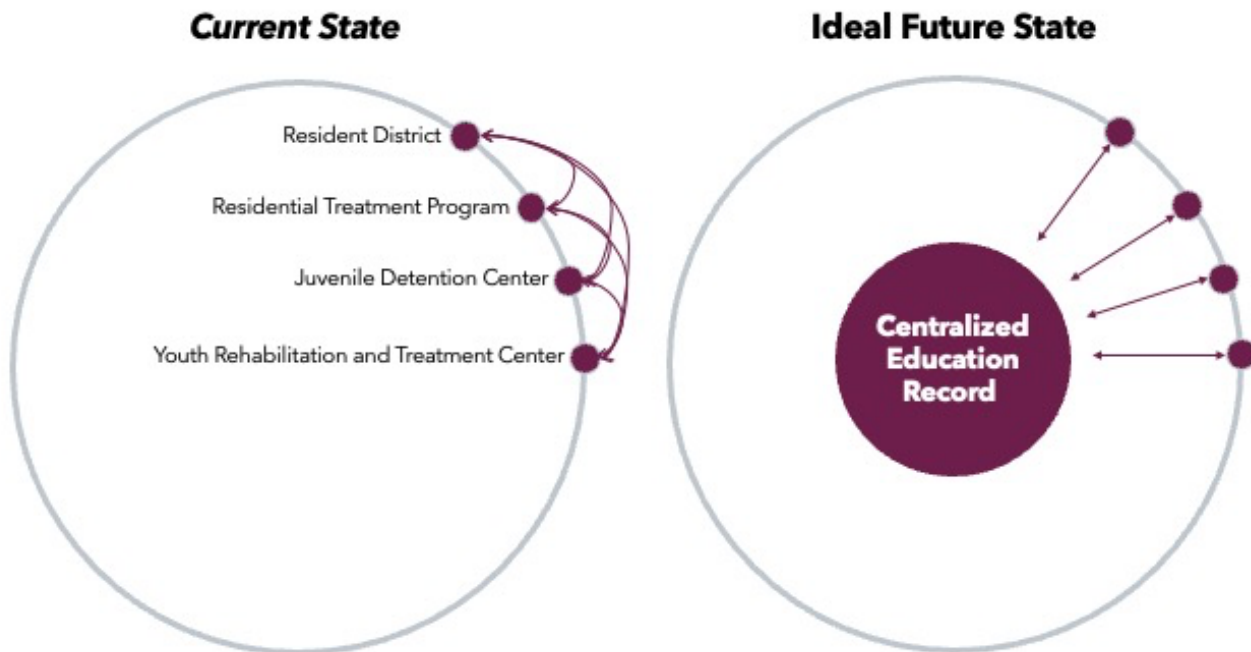 Current State
Ideal Future State
Resident District
Residential Treatment Program
Juvenile Detention Center
Youth Rehabilitation and Treatment Center
Centralized
Education
Record